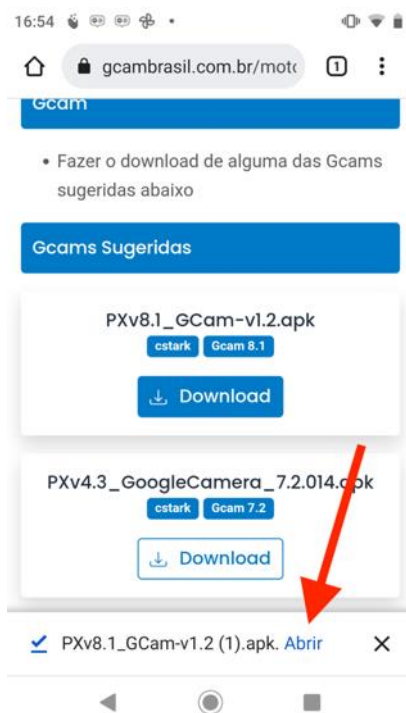 16:54
gcambrasil.com.br/moto
1
Gcam
• Fazer o download de alguma das Gcams
sugeridas abaixo
Gcams Sugeridas
PXv8.1_GCam-v1.2.apk
cstark Gcam 8.1
Download
PXv4.3_GoogleCamera_7.2.014.apk
cstark Gcam 7.2
Download
PXv8.1_GCam-v1.2 (1).apk. Abrir